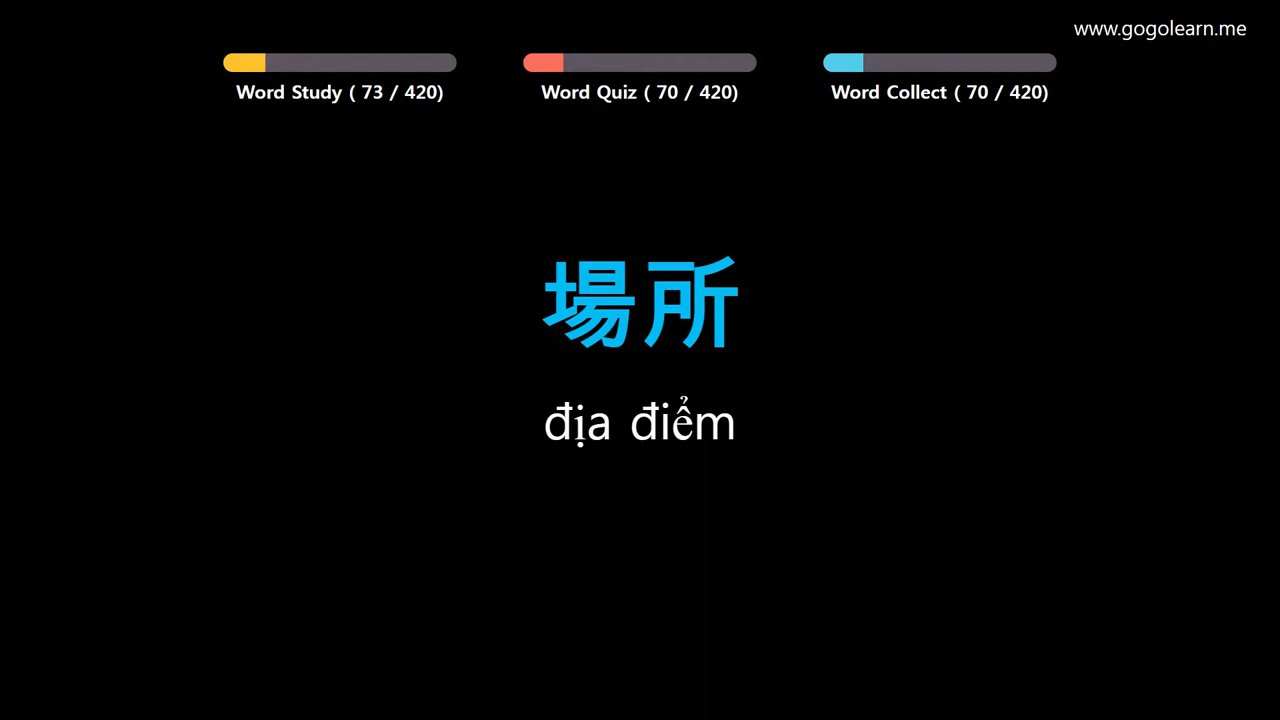 www.gogolearn.me
Word Study ( 73 / 420)
Word Quiz ( 70 / 420)
Word Collect ( 70 / 420)
場所
địa điểm